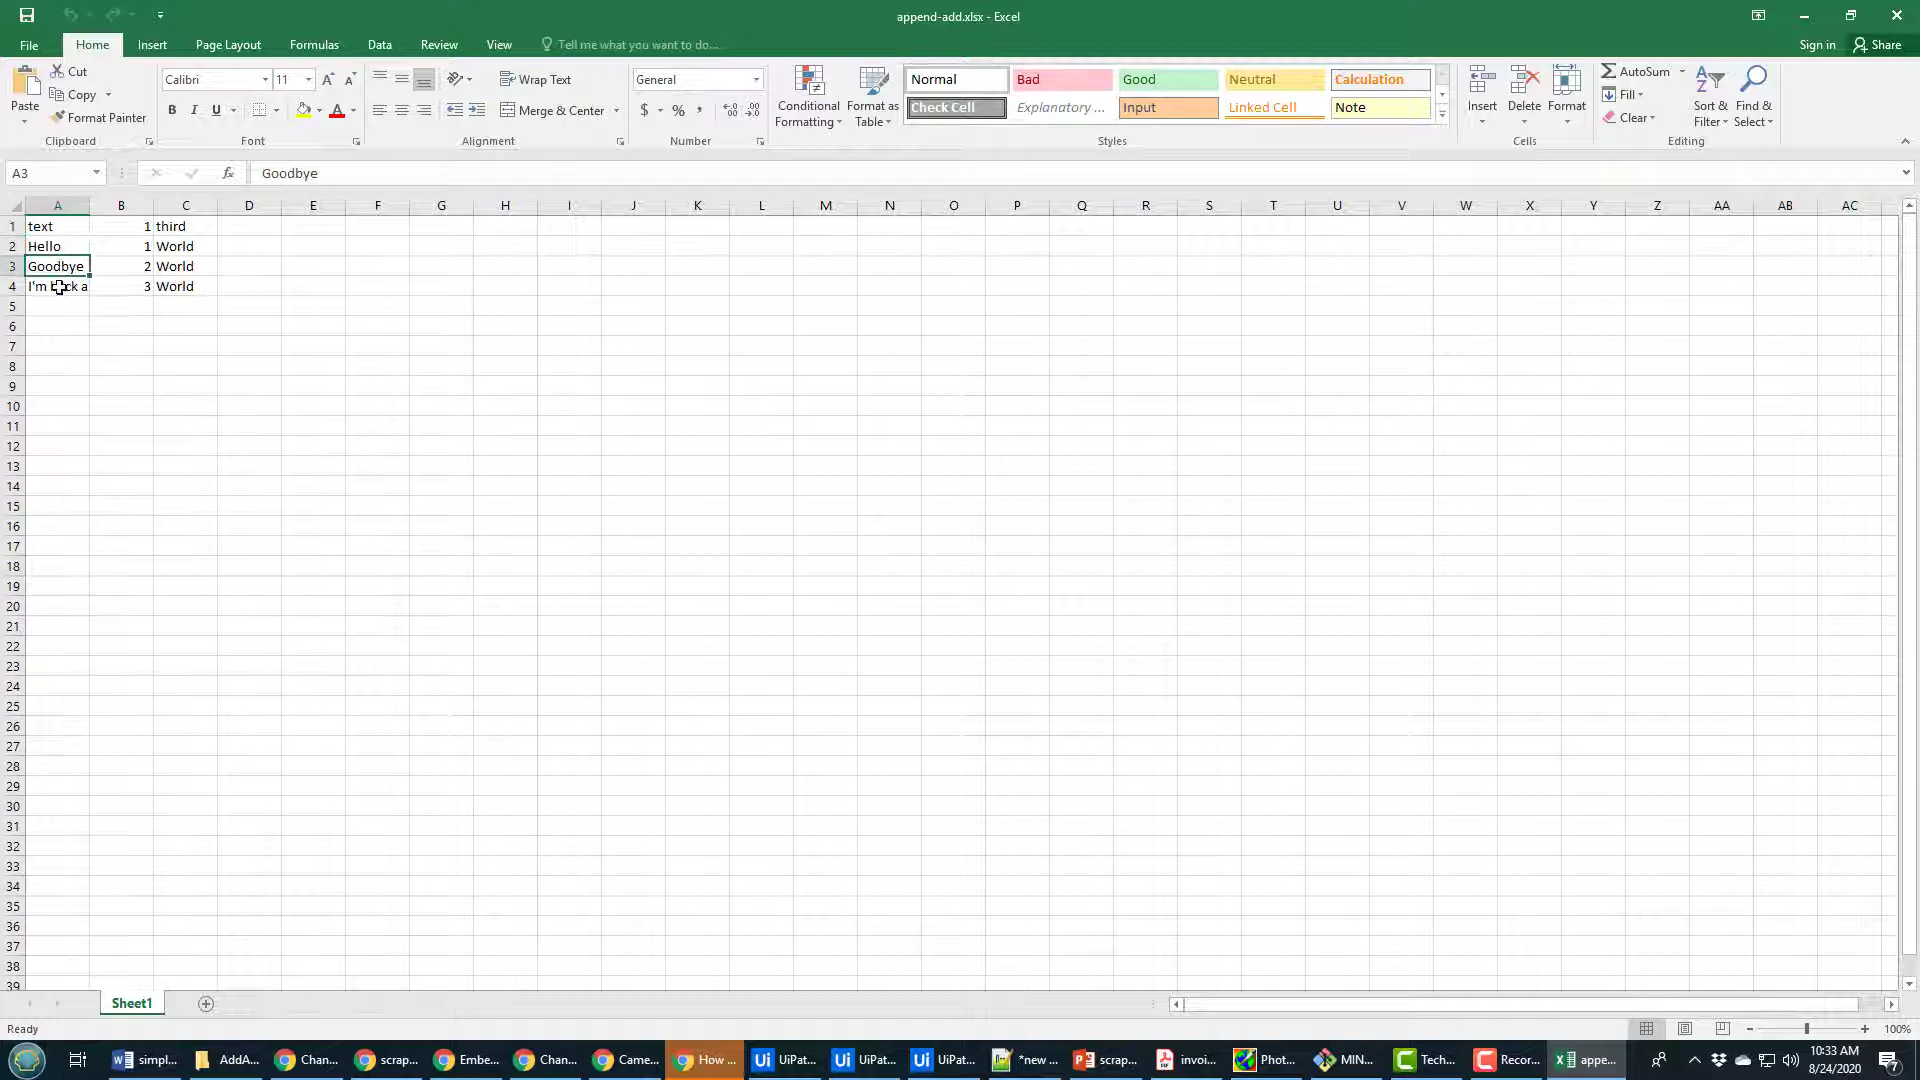 append-add.xlsx - Excel
File Home Insert Page Layout Formulas Data Review View Tell me what you want to do... Sign in Share
Paste Cut Copy Format Painter Clipboard
Calibri 11 B I U A Font
Wrap Text Merge & Center Alignment
General $ % , Number
Conditional Formatting Format as Table
Normal Bad Good Neutral Calculation
Check Cell Explanatory ... Input Linked Cell Note
Styles
Insert Delete Format Cells
AutoSum Fill Clear Sort & Filter Find & Select Editing
A3 fx Goodbye
A B C D E F G H I J K L M N O P Q R S T U V W X Y Z AA AB AC
1 text 1 third
2 Hello 1 World
3 Goodbye 2 World
4 I'm back a 3 World
5
6
7
8
9
10
11
12
13
14
15
16
17
18
19
20
21
22
23
24
25
26
27
28
29
30
31
32
33
34
35
36
37
38
39
Sheet1
Ready 100%
simpl... AddA... Chan... scrap... Embe... Chan... Came... How ... UiPat... UiPat... UiPat... *new ... scrap... invoi... Phot... MIN... Tech... Recor... appe... 10:33 AM
8/24/2020 7